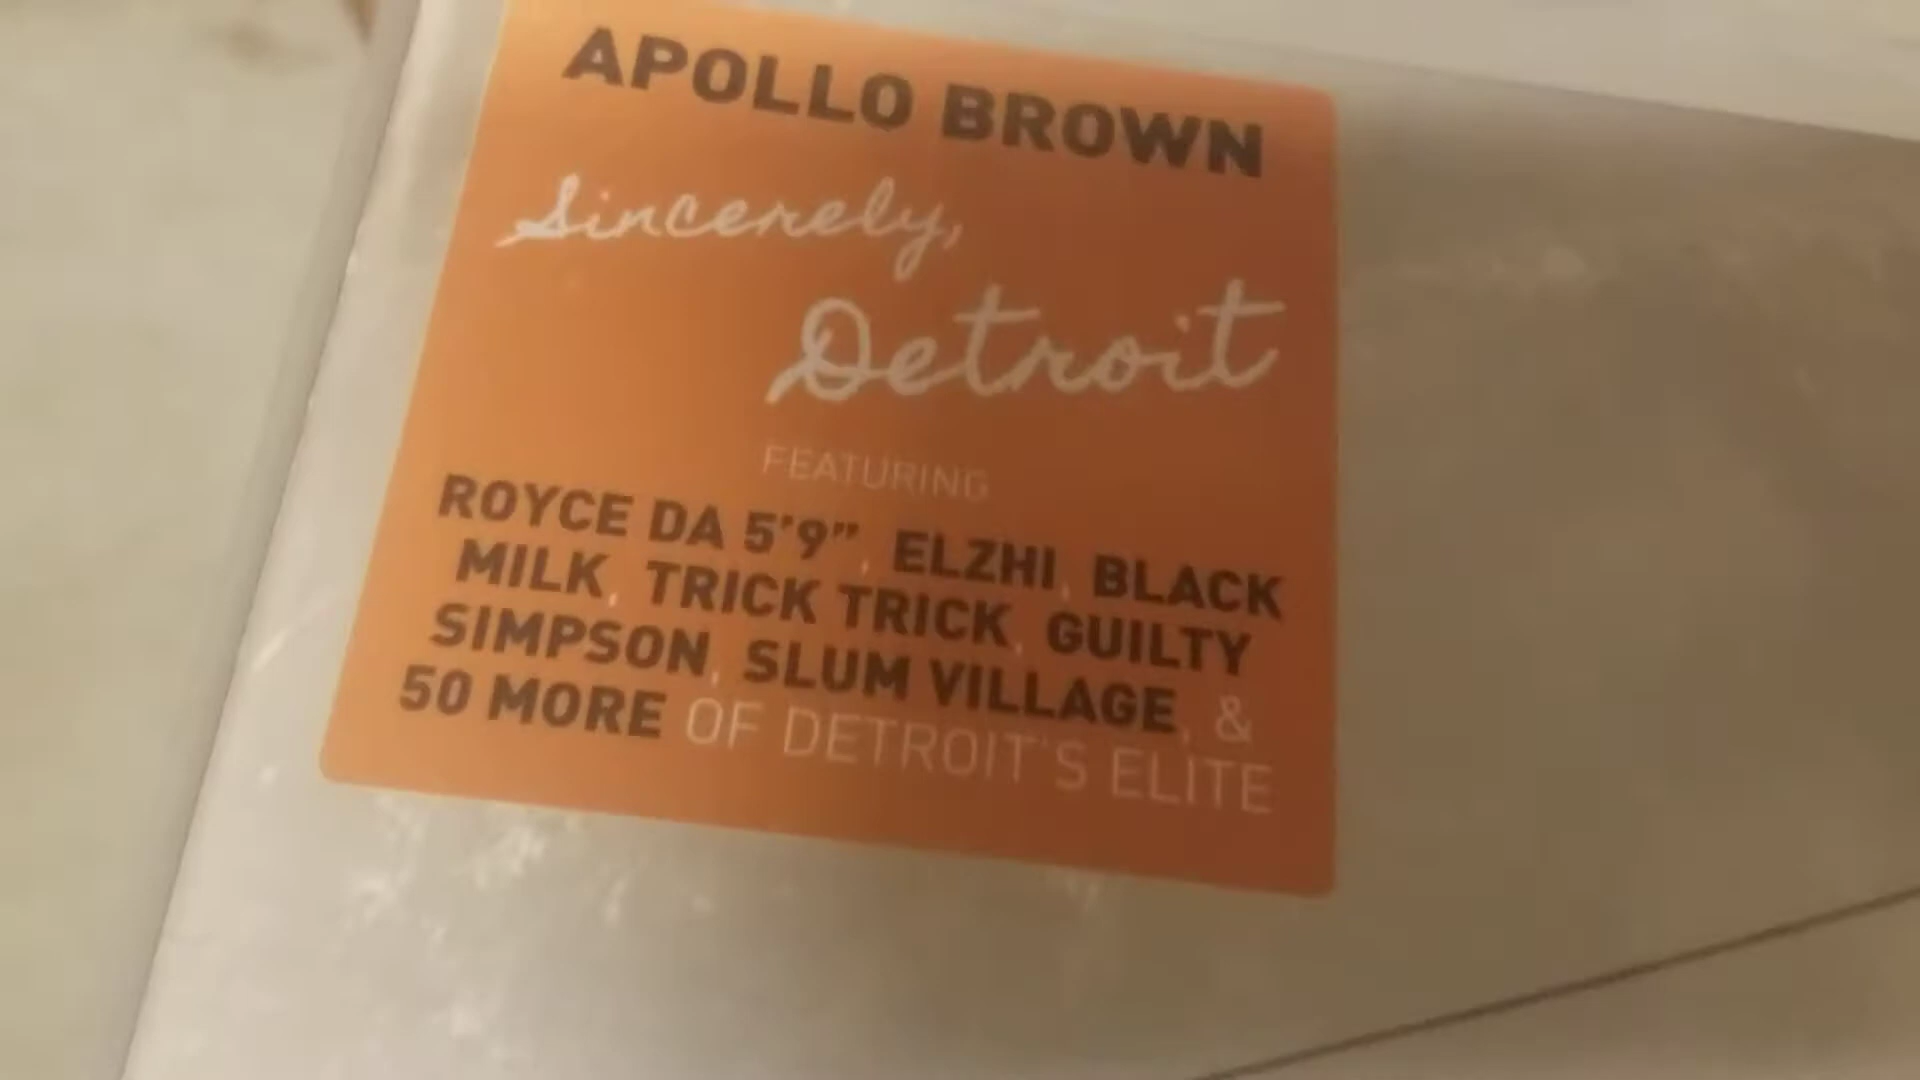 APOLLO BROWN
Sincerely,
Detroit
FEATURING
ROYCE DA 5'9”, ELZHI, BLACK
MILK, TRICK TRICK, GUILTY
SIMPSON, SLUM VILLAGE, &
50 MORE OF DETROIT'S ELITE